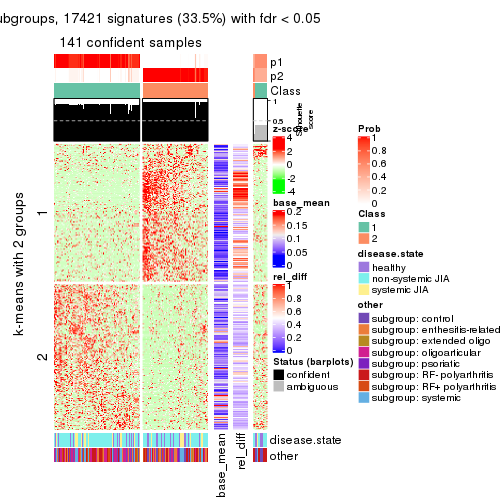 ubgroups, 17421 signatures (33.5%) with fdr < 0.05
141 confident samples
p1
p2
Class
1
0.5
0
Silhouette
score
k-means with 2 groups
1
2
z-score
4
2
0
-2
-4
base_mean
0.2
0.15
0.1
0.05
0
rel_diff
1
0.8
0.6
0.4
0.2
0
Status (barplots)
confident
ambiguous
Prob
1
0.8
0.6
0.4
0.2
0
Class
1
2
disease.state
healthy
non-systemic JIA
systemic JIA
other
subgroup: control
subgroup: enthesitis-related
subgroup: extended oligo
subgroup: oligoarticular
subgroup: psoriatic
subgroup: RF- polyarthritis
subgroup: RF+ polyarthritis
subgroup: systemic
disease.state
other
base_mean
rel_diff